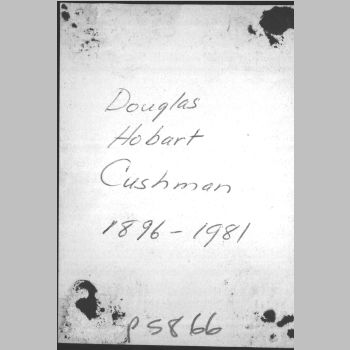 Douglas
Hobart
Cushman
1896-1981
P5866